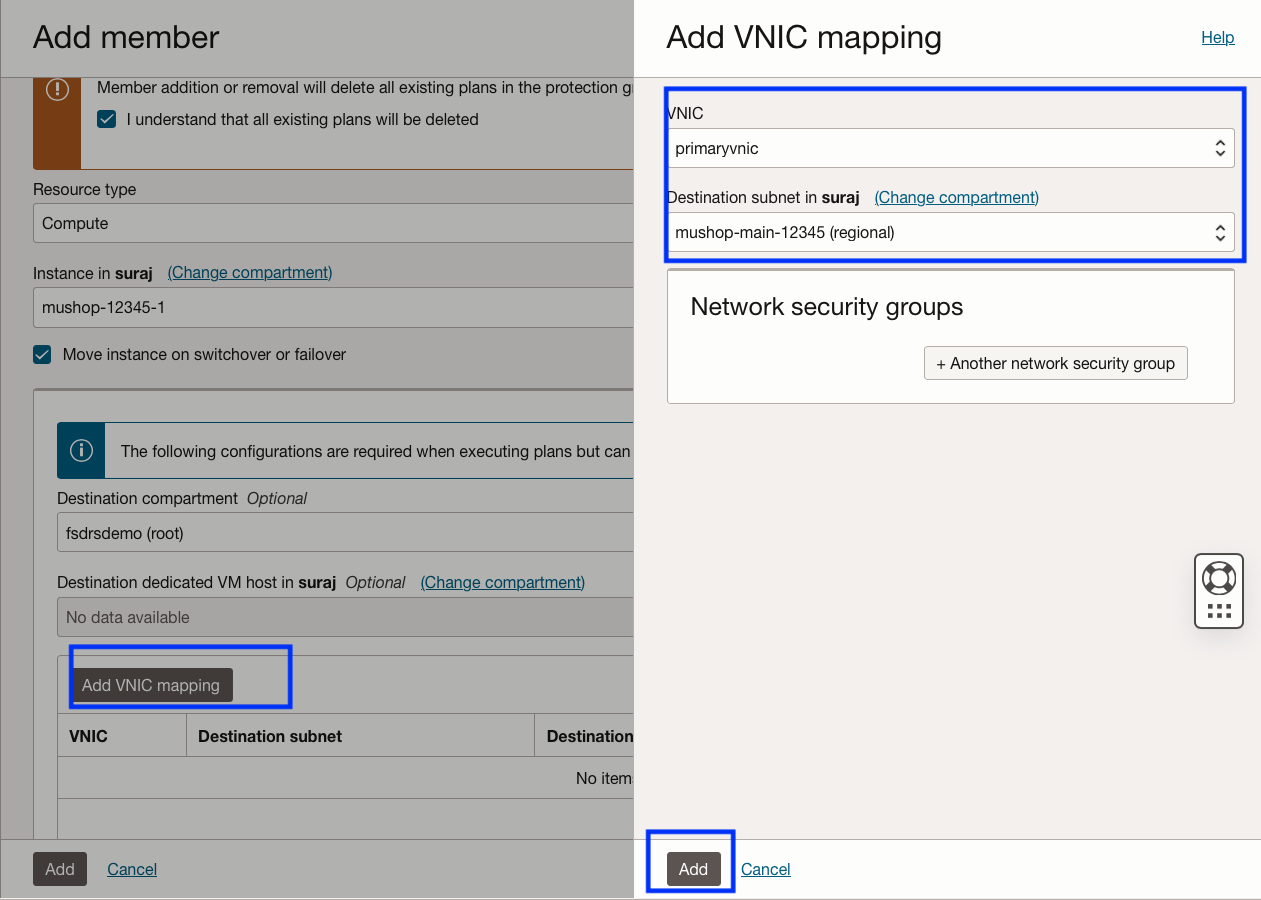 Add member
Member addition or removal will delete all existing plans in the protection g
I understand that all existing plans will be deleted
Resource type
Compute
Instance in suraj (Change compartment)
mushop-12345-1
Move instance on switchover or failover
The following configurations are required when executing plans but can
Destination compartment Optional
fsdrsdemo (root)
Destination dedicated VM host in suraj Optional (Change compartment)
No data available
Add VNIC mapping
VNIC Destination subnet Destination
No items
Add Cancel
Add VNIC mapping
Help
VNIC
primaryvnic
Destination subnet in suraj (Change compartment)
mushop-main-12345 (regional)
Network security groups
+ Another network security group
Add Cancel